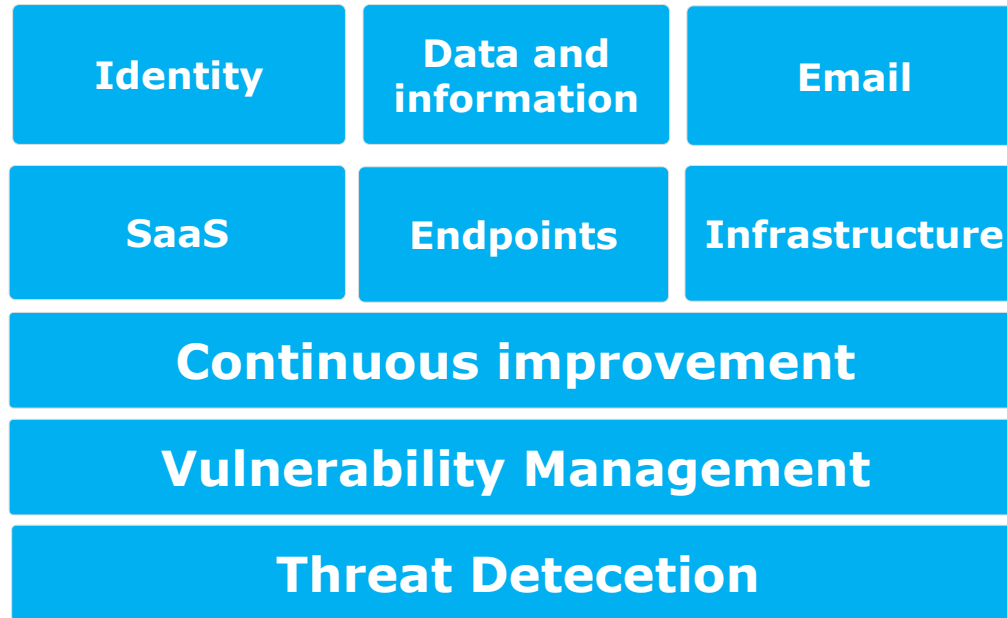 Identity
Data and
information
Email
SaaS
Endpoints
Infrastructure
Continuous improvement
Vulnerability Management
Threat Detecetion